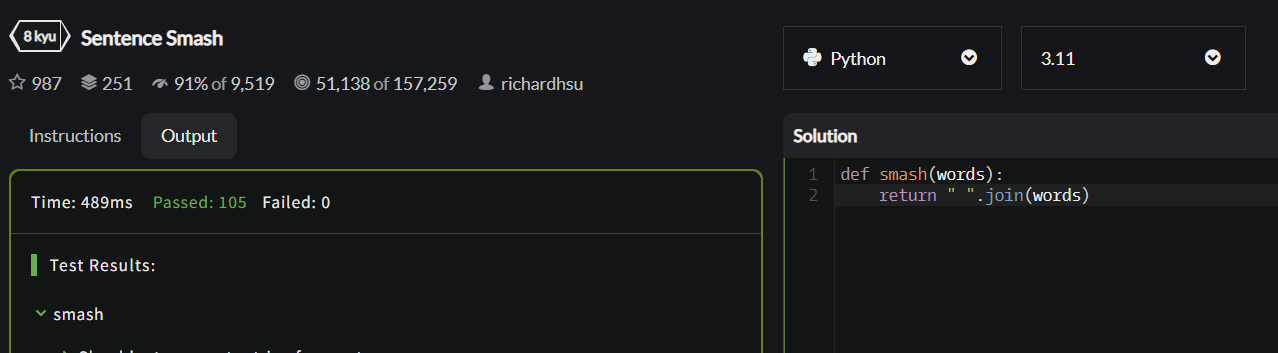 8 kyu Sentence Smash
987 251 91% of 9,519 51,138 of 157,259 richardhsu
Python 3.11
Instructions Output
Time: 489ms Passed: 105 Failed: 0
Test Results:
smash
Solution
1 def smash(words):
2     return " ".join(words)